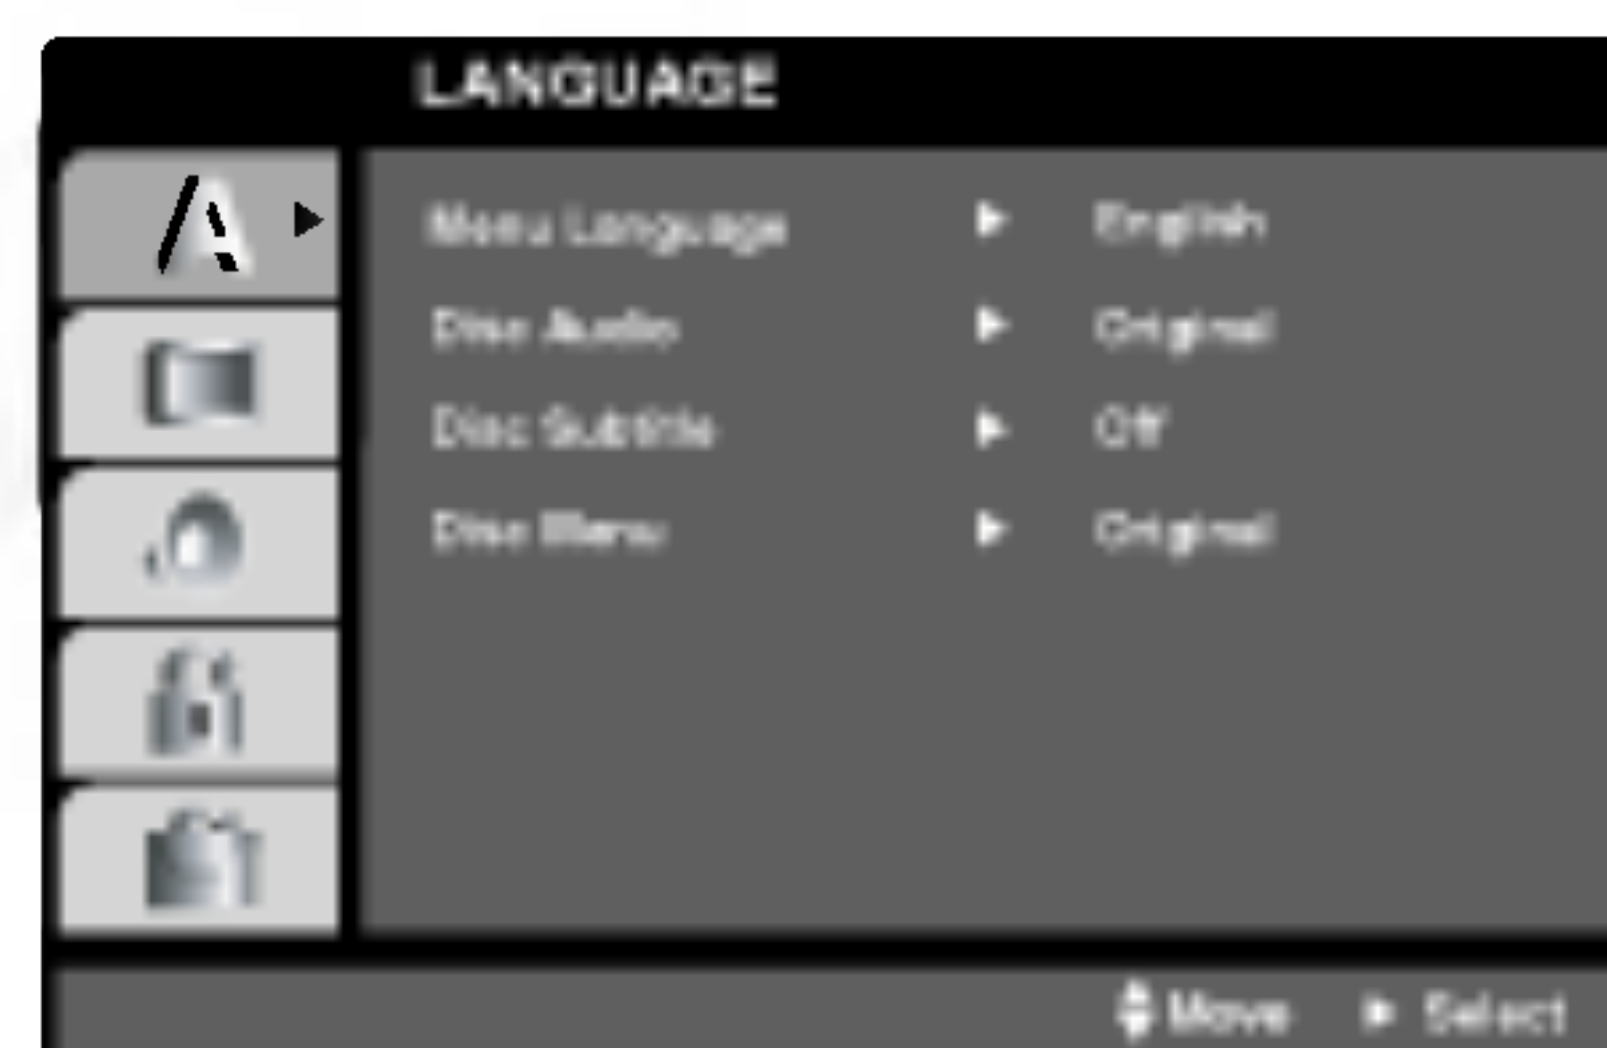 LANGUAGE
Menu Language ► English
Disc Audio ► Original
Disc Subtitle ► Off
Disc Menu ► Original
Move ► Select